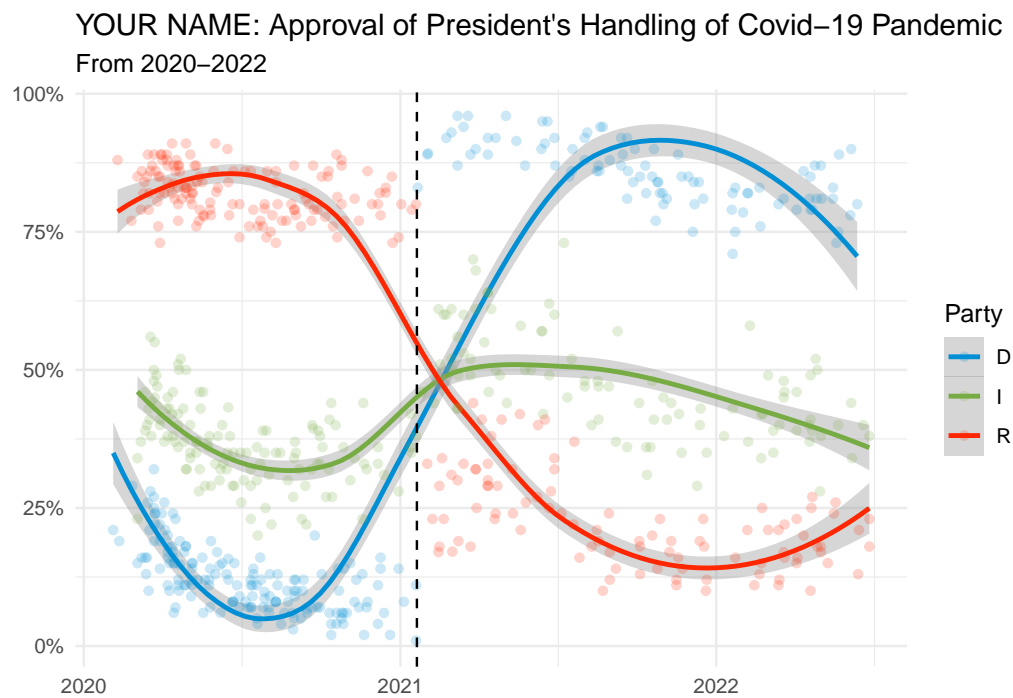 YOUR NAME: Approval of President's Handling of Covid−19 Pandemic
From 2020−2022
100%
75%
50%
25%
0%
2020
2021
2022
Party
D
I
R